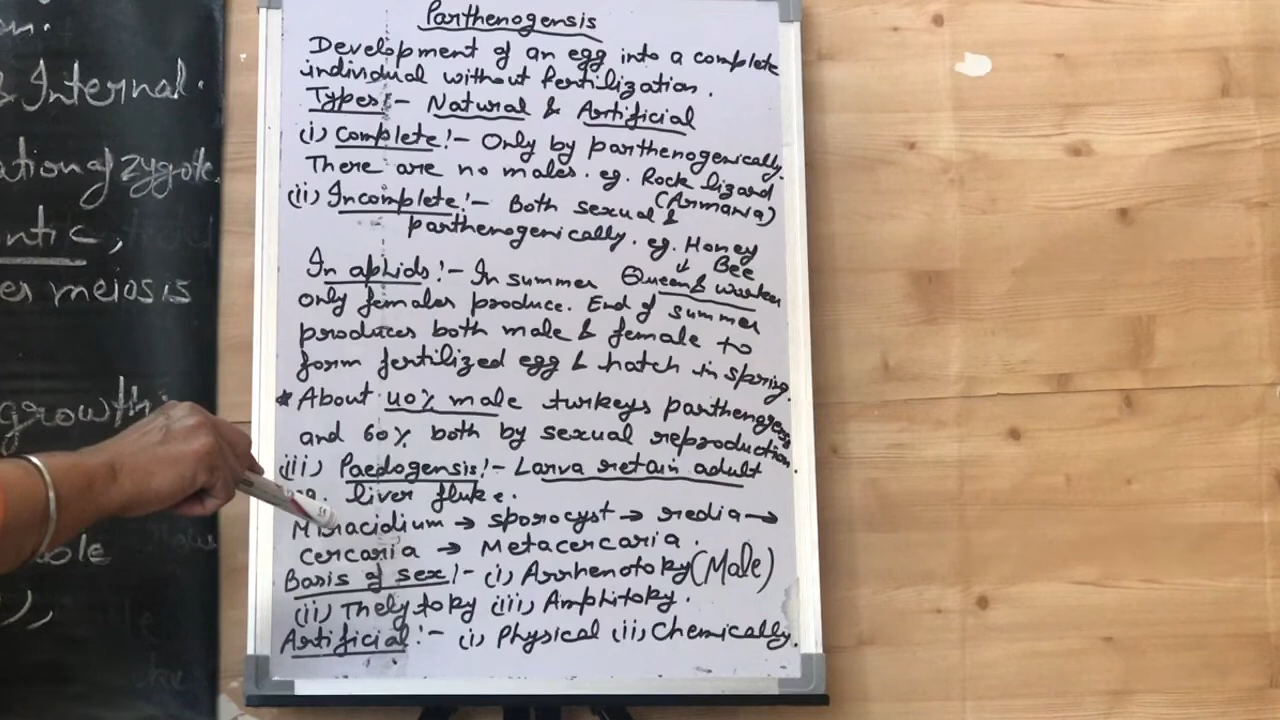 on.
& Internal.
ation of zygote.
ntic,
er meiosis
growth
ble
Parthenogensis
Development of an egg into a complete
individual without fertilization.
Types:- Natural & Artificial
(i) Complete:- Only by parthenogenically.
There are no males. eg. Rock lizard
(Armania)
(ii) Incomplete:- Both sexual &
parthenogenically. eg. Honey
Bee
↓
In aphids:- In summer Queen & worker
only females produce. End of summer
produces both male & female to
form fertilized egg & hatch in spring.
* About 40% male turkeys parthenogens
and 60% both by sexual reproduction.
(iii) Paedogensis:- Larva retain adult.
eg. liver fluke.
Miracidium → sporocyst → redia →
cercaria → Metacercaria.
Basis of sex:- (i) Arrhenotoky (Male)
(ii) Thelytoky (iii) Amphitoky.
Artificial:- (i) Physical (ii) Chemically.